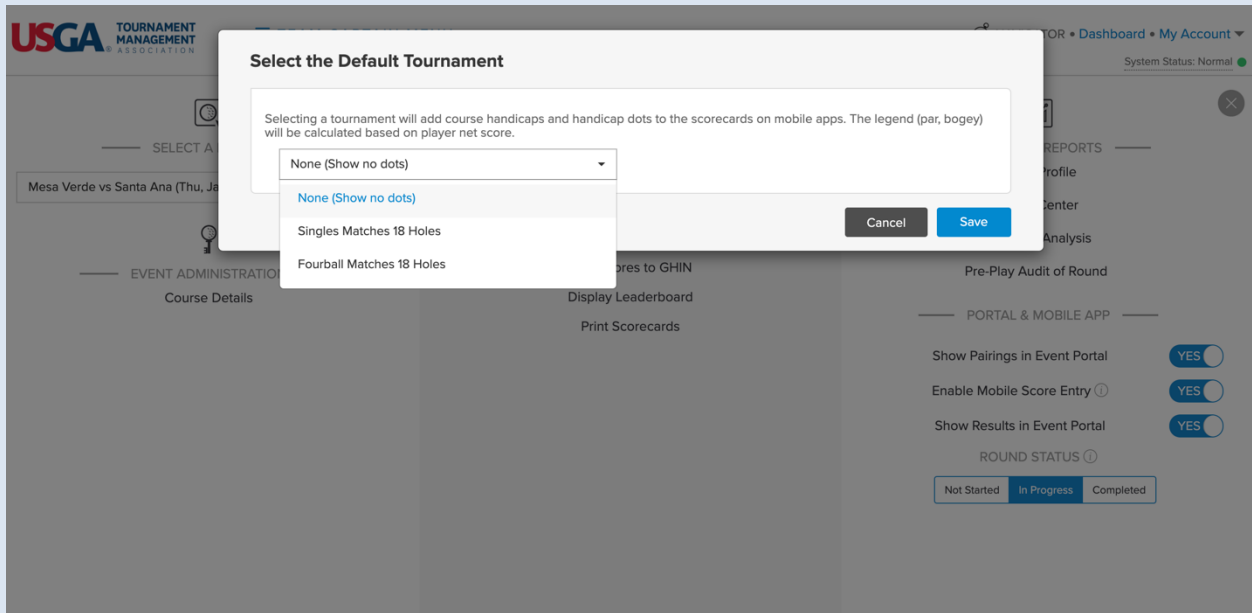 USGA
TOURNAMENT
MANAGEMENT
ASSOCIATION
TOR • Dashboard • My Account
System Status: Normal
Select the Default Tournament
Selecting a tournament will add course handicaps and handicap dots to the scorecards on mobile apps. The legend (par, bogey)
will be calculated based on player net score.
None (Show no dots)
None (Show no dots)
Singles Matches 18 Holes
Fourball Matches 18 Holes
Cancel
Save
SELECT A
Mesa Verde vs Santa Ana (Thu, Ja
EVENT ADMINISTRATION
Course Details
ores to GHIN
Display Leaderboard
Print Scorecards
REPORTS
Profile
Center
Analysis
Pre-Play Audit of Round
PORTAL & MOBILE APP
Show Pairings in Event Portal YES
Enable Mobile Score Entry YES
Show Results in Event Portal YES
ROUND STATUS
Not Started In Progress Completed